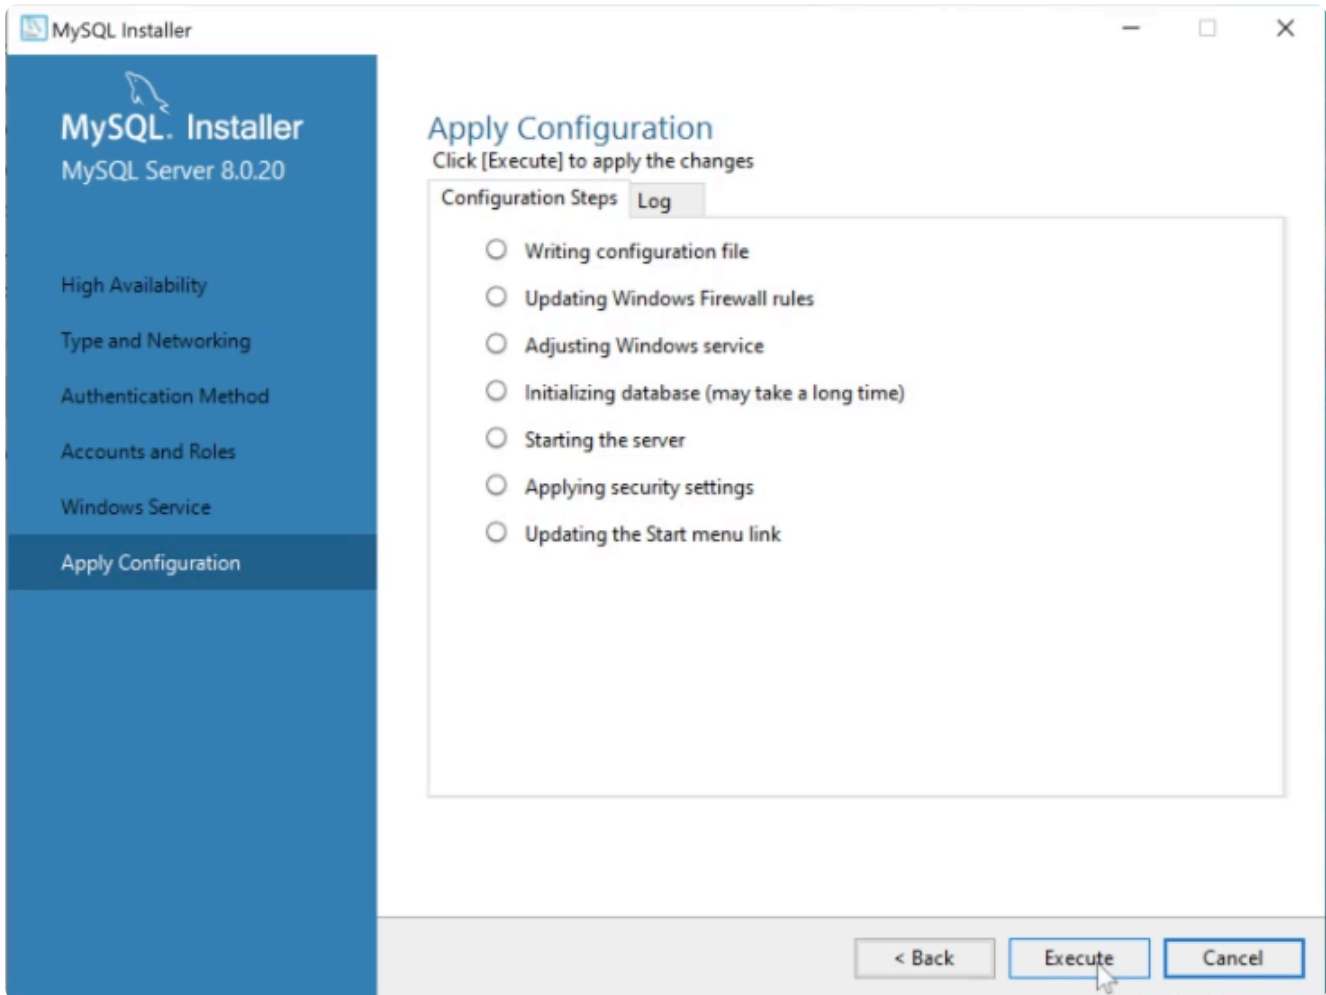 MySQL Installer
MySQL. Installer
MySQL Server 8.0.20
High Availability
Type and Networking
Authentication Method
Accounts and Roles
Windows Service
Apply Configuration
Apply Configuration
Click [Execute] to apply the changes
Configuration Steps Log
Writing configuration file
Updating Windows Firewall rules
Adjusting Windows service
Initializing database (may take a long time)
Starting the server
Applying security settings
Updating the Start menu link
< Back Execute Cancel